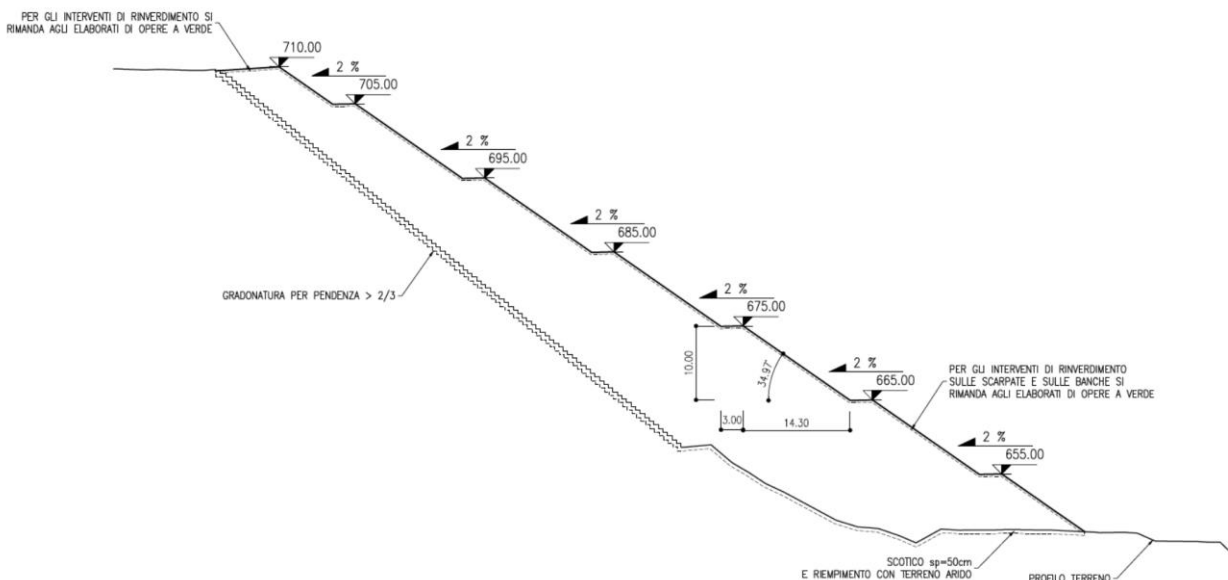 PER GLI INTERVENTI DI RINVERDIMENTO SI
RIMANDA AGLI ELABORATI DI OPERE A VERDE
710.00
2 %
705.00
2 %
695.00
2 %
685.00
2 %
675.00
GRADONATURA PER PENDENZA > 2/3
10.00
34.97°
3.00
14.30
2 %
665.00
PER GLI INTERVENTI DI RINVERDIMENTO
SULLE SCARPATE E SULLE BANCHE SI
RIMANDA AGLI ELABORATI DI OPERE A VERDE
2 %
655.00
SCOTICO sp=50cm
E RIEMPIMENTO CON TERRENO ARIDO
PROFILO TERRENO